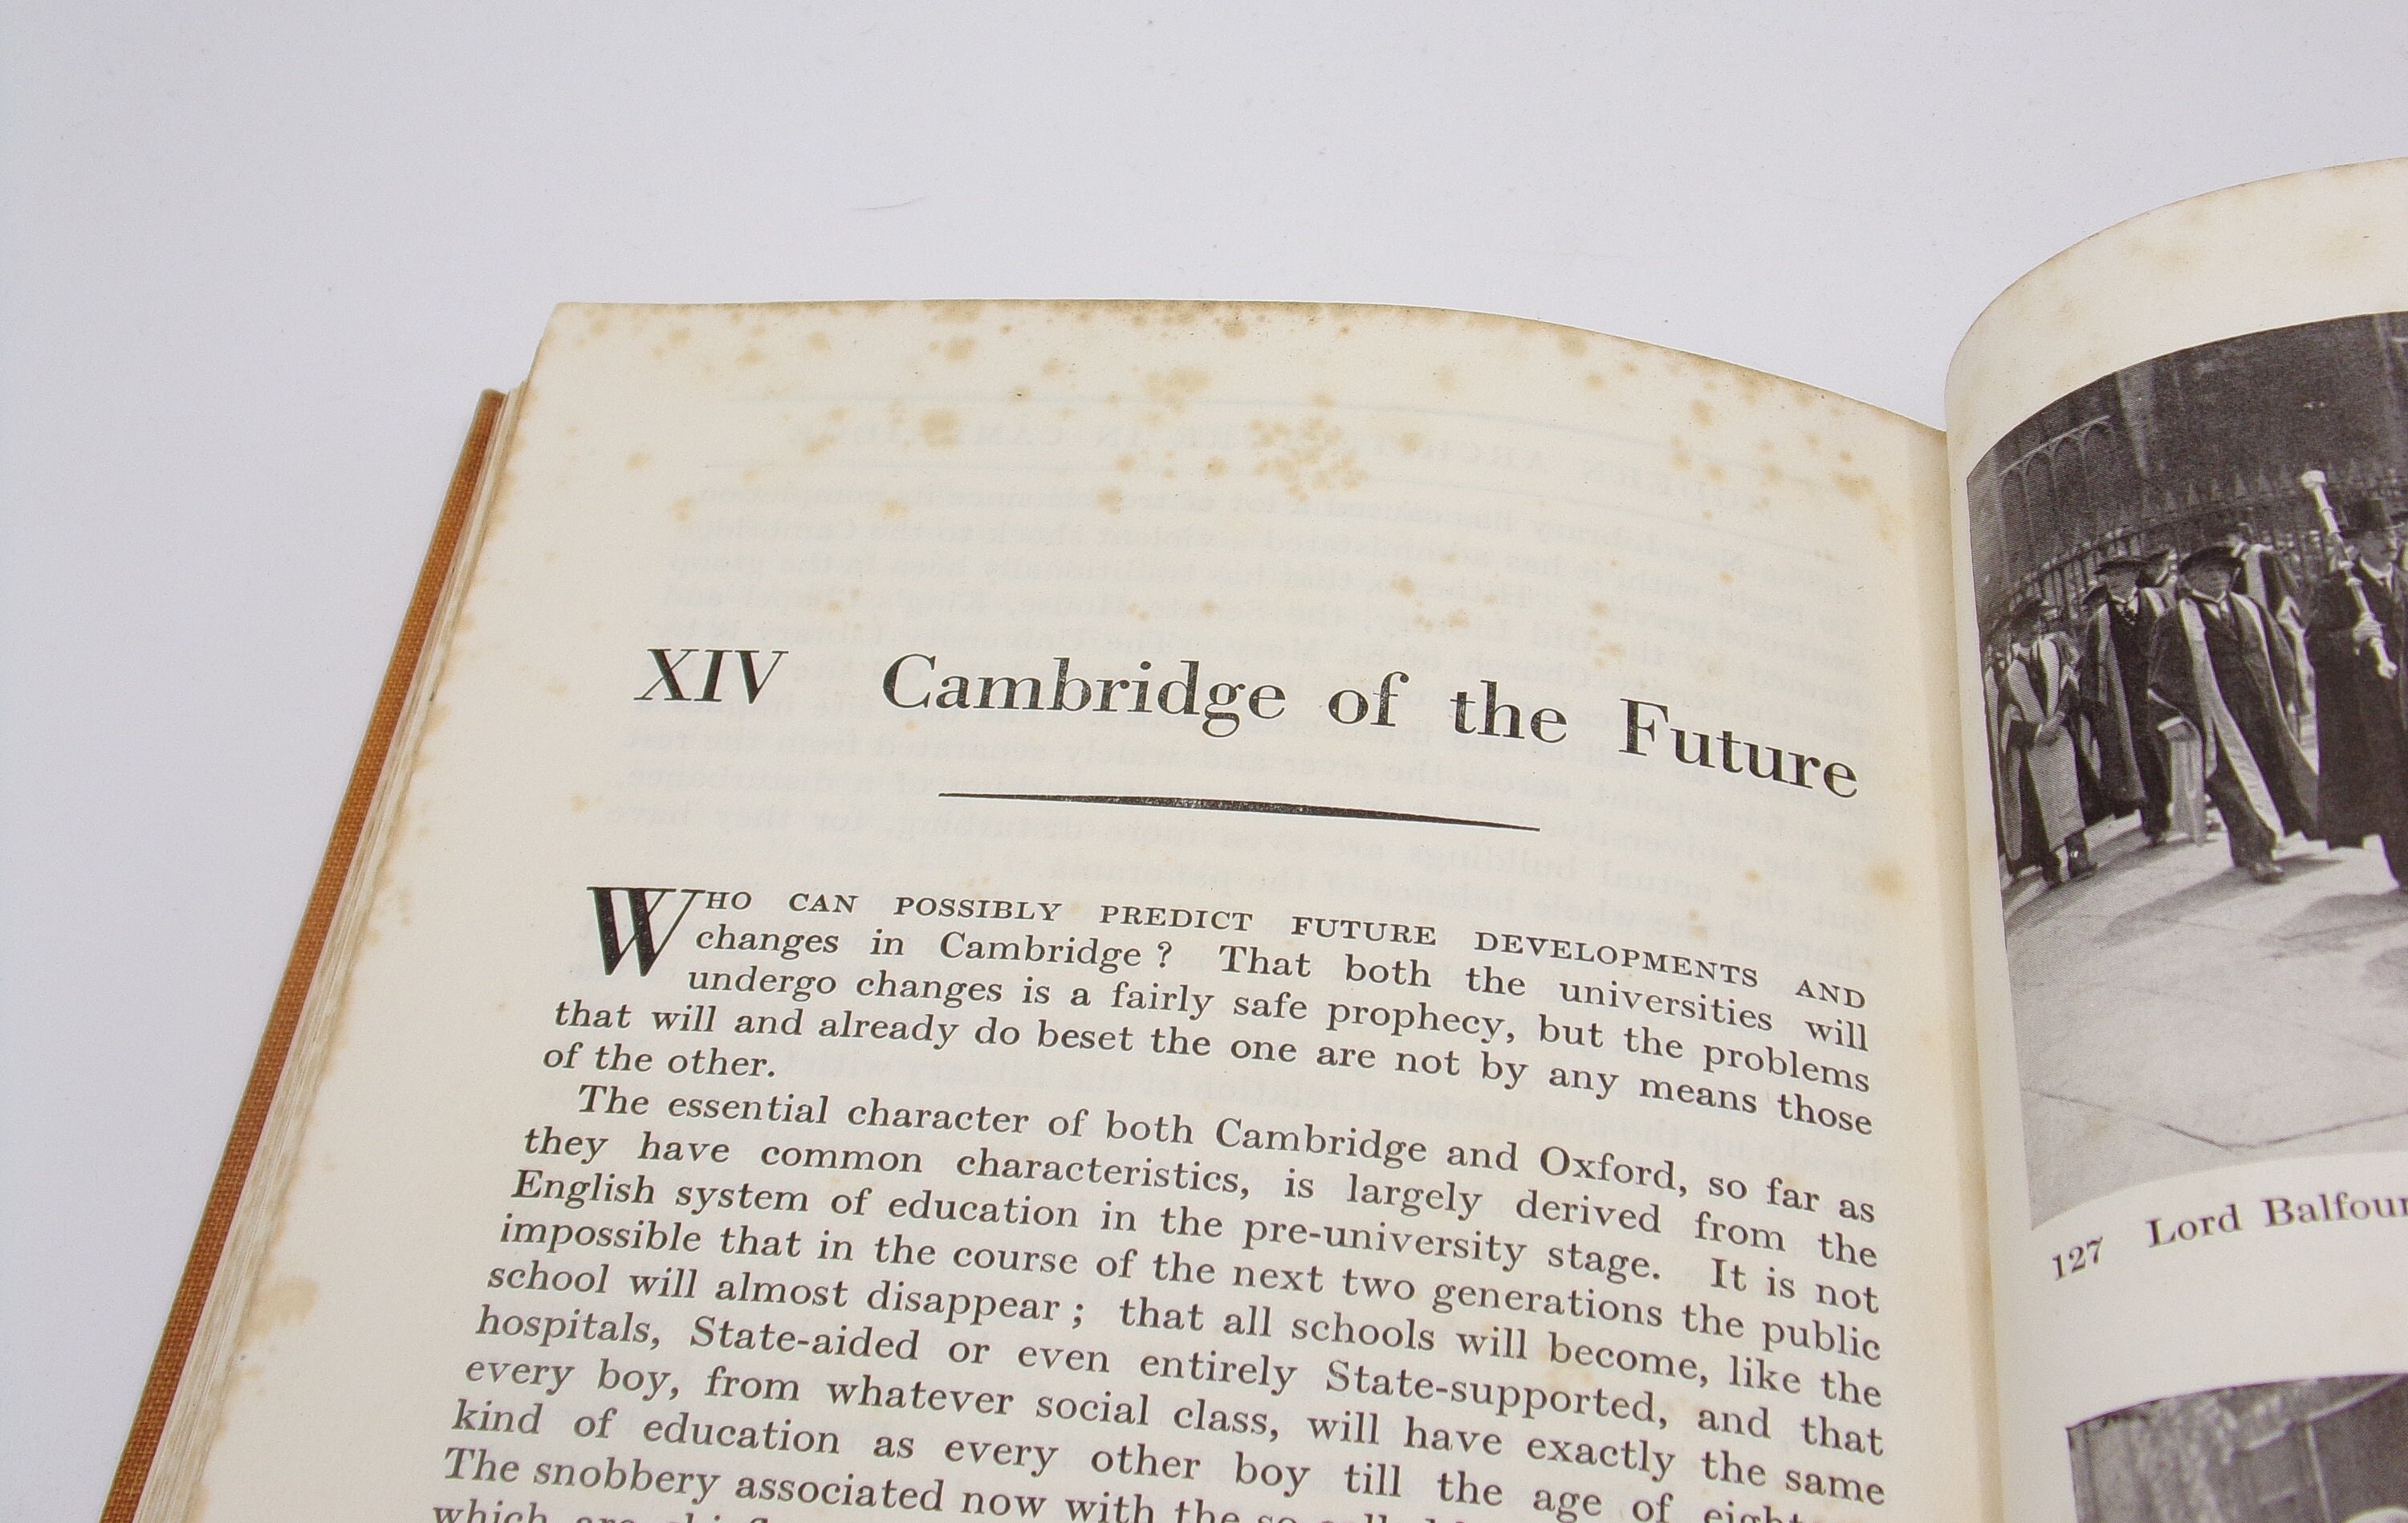 XIV Cambridge of the Future
WHO CAN POSSIBLY PREDICT FUTURE DEVELOPMENTS AND
changes in Cambridge ? That both the universities will
undergo changes is a fairly safe prophecy, but the problems
that will and already do beset the one are not by any means those
of the other.
The essential character of both Cambridge and Oxford, so far as
they have common characteristics, is largely derived from the
English system of education in the pre-university stage. It is not
impossible that in the course of the next two generations the public
school will almost disappear ; that all schools will become, like the
hospitals, State-aided or even entirely State-supported, and that
every boy, from whatever social class, will have exactly the same
kind of education as every other boy till the age of
The snobbery associated now with the
which are
127 Lord Balfour